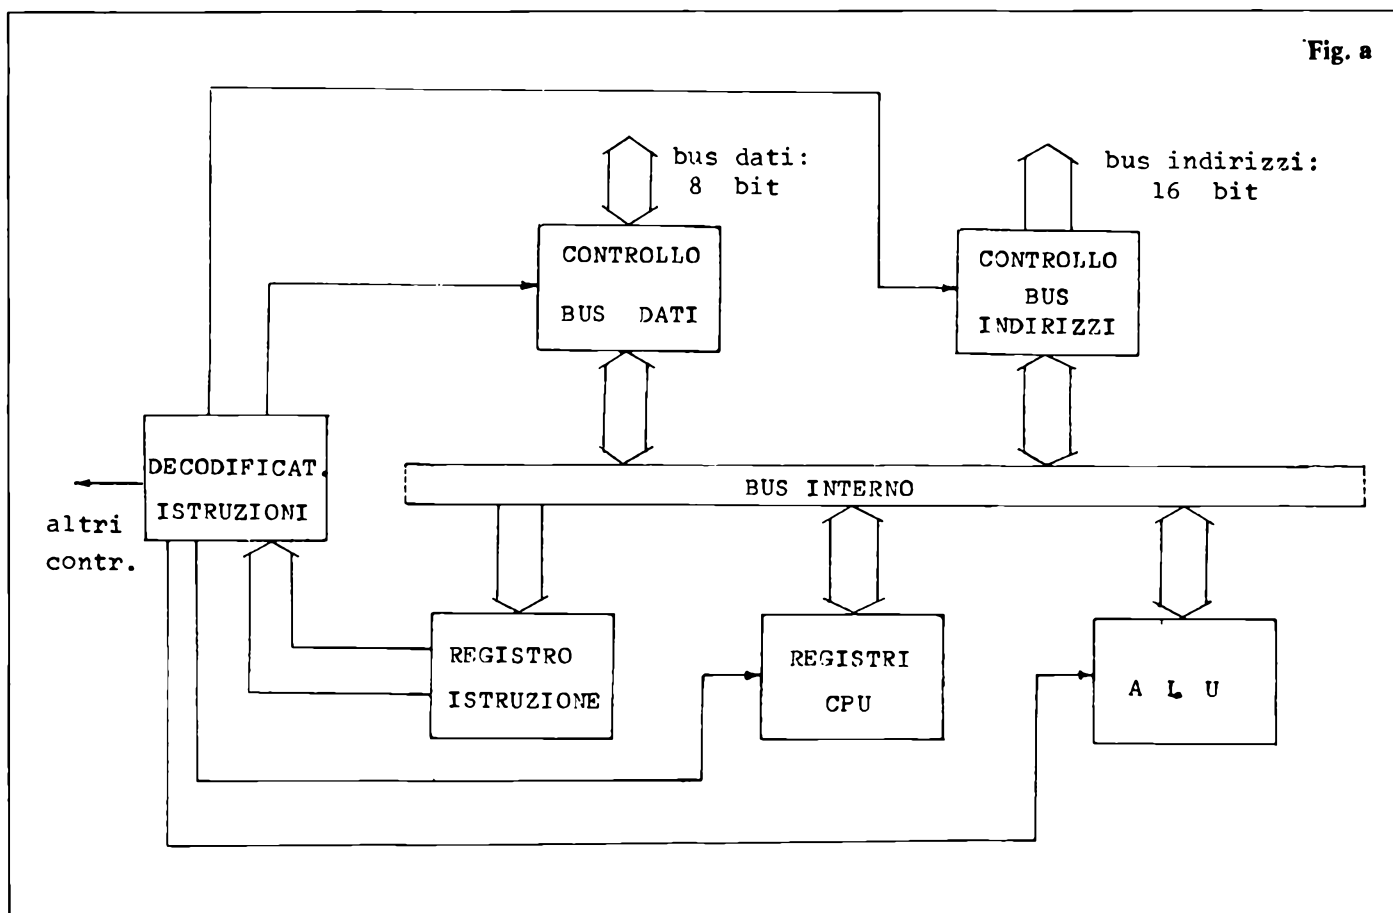 Fig. a
bus dati:
8 bit
bus indirizzi:
16 bit
CONTROLLO
BUS DATI
CONTROLLO
BUS
INDIRIZZI
DECODIFICAT.
ISTRUZIONI
altri
contr.
BUS INTERNO
REGISTRO
ISTRUZIONE
REGISTRI
CPU
A L U